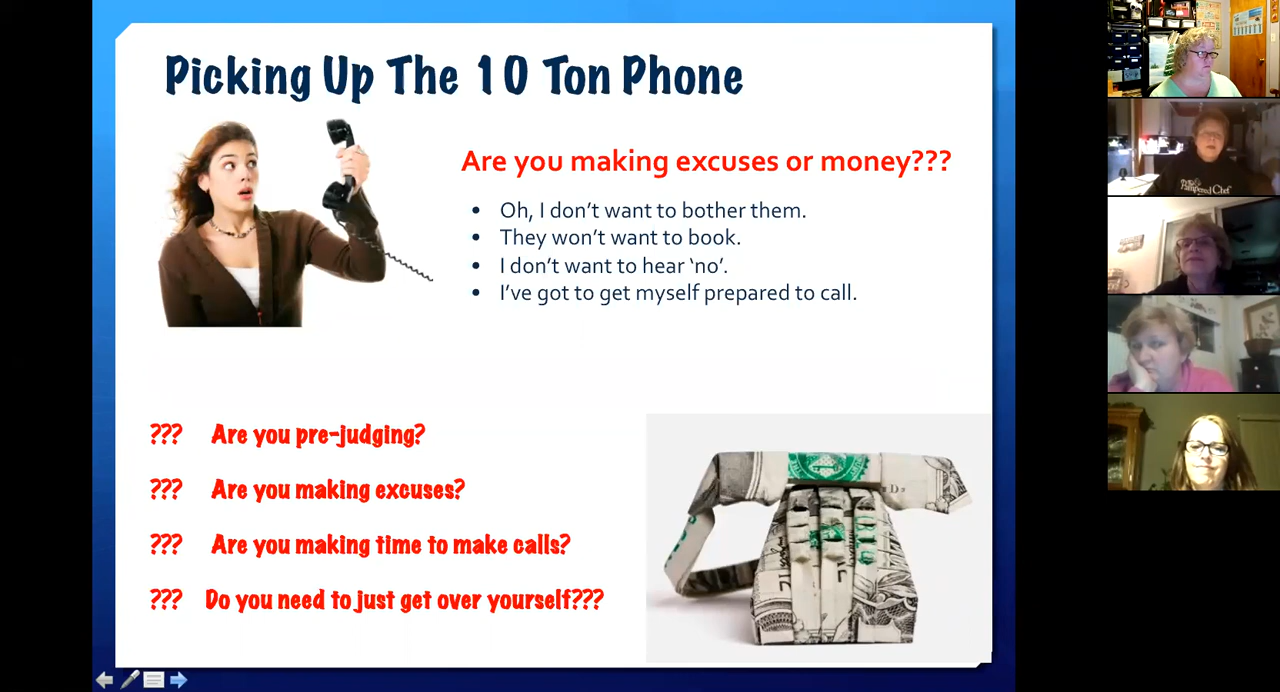 Picking Up The 10 Ton Phone
Are you making excuses or money???
• Oh, I don't want to bother them.
• They won't want to book.
• I don't want to hear ‘no’.
• I've got to get myself prepared to call.
??? Are you pre-judging?
??? Are you making excuses?
??? Are you making time to make calls?
??? Do you need to just get over yourself???
Pampered Chef